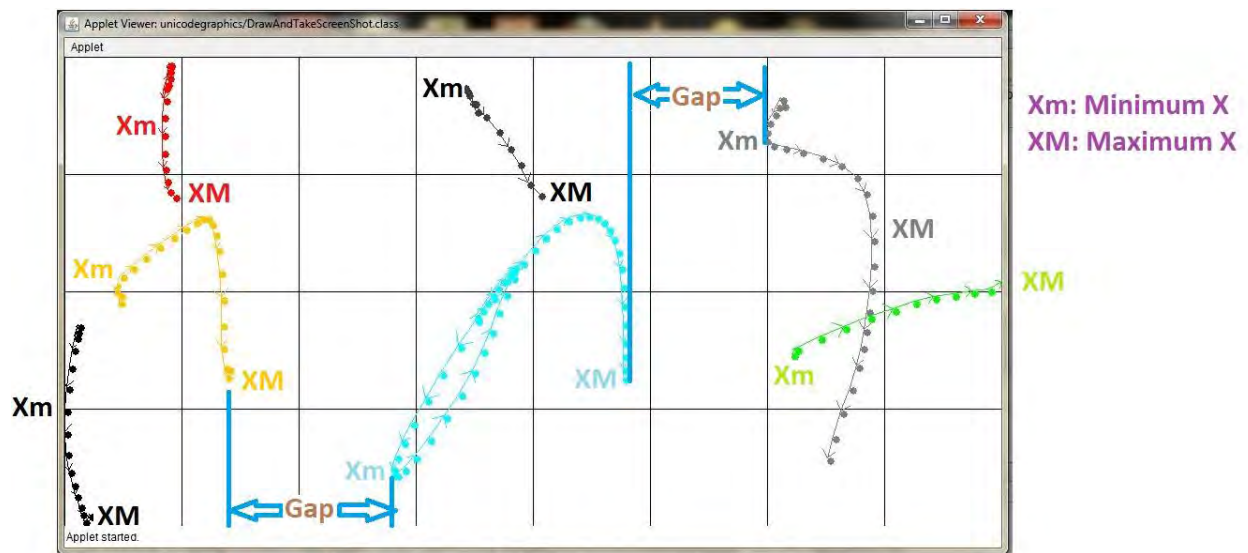 Applet Viewer: unicodegraphics/DrawAndTakeScreenShot.class
Applet
Xm
Gap
Xm: Minimum X
Xm
Xm
XM: Maximum X
XM
XM
XM
Xm
XM
XM
XM
Xm
Xm
Xm
Gap
XM
Applet started.